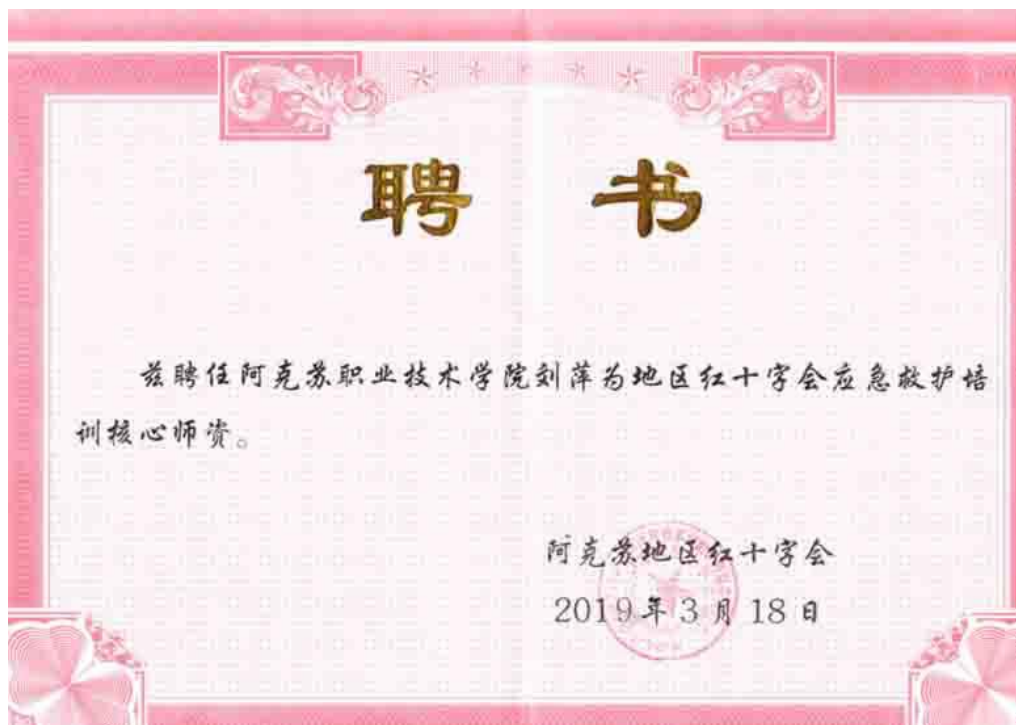 聘 书
兹聘任阿克苏职业技术学院刘萍为地区红十字会应急救护培
训核心师资。
阿克苏地区红十字会
2019年3月18日